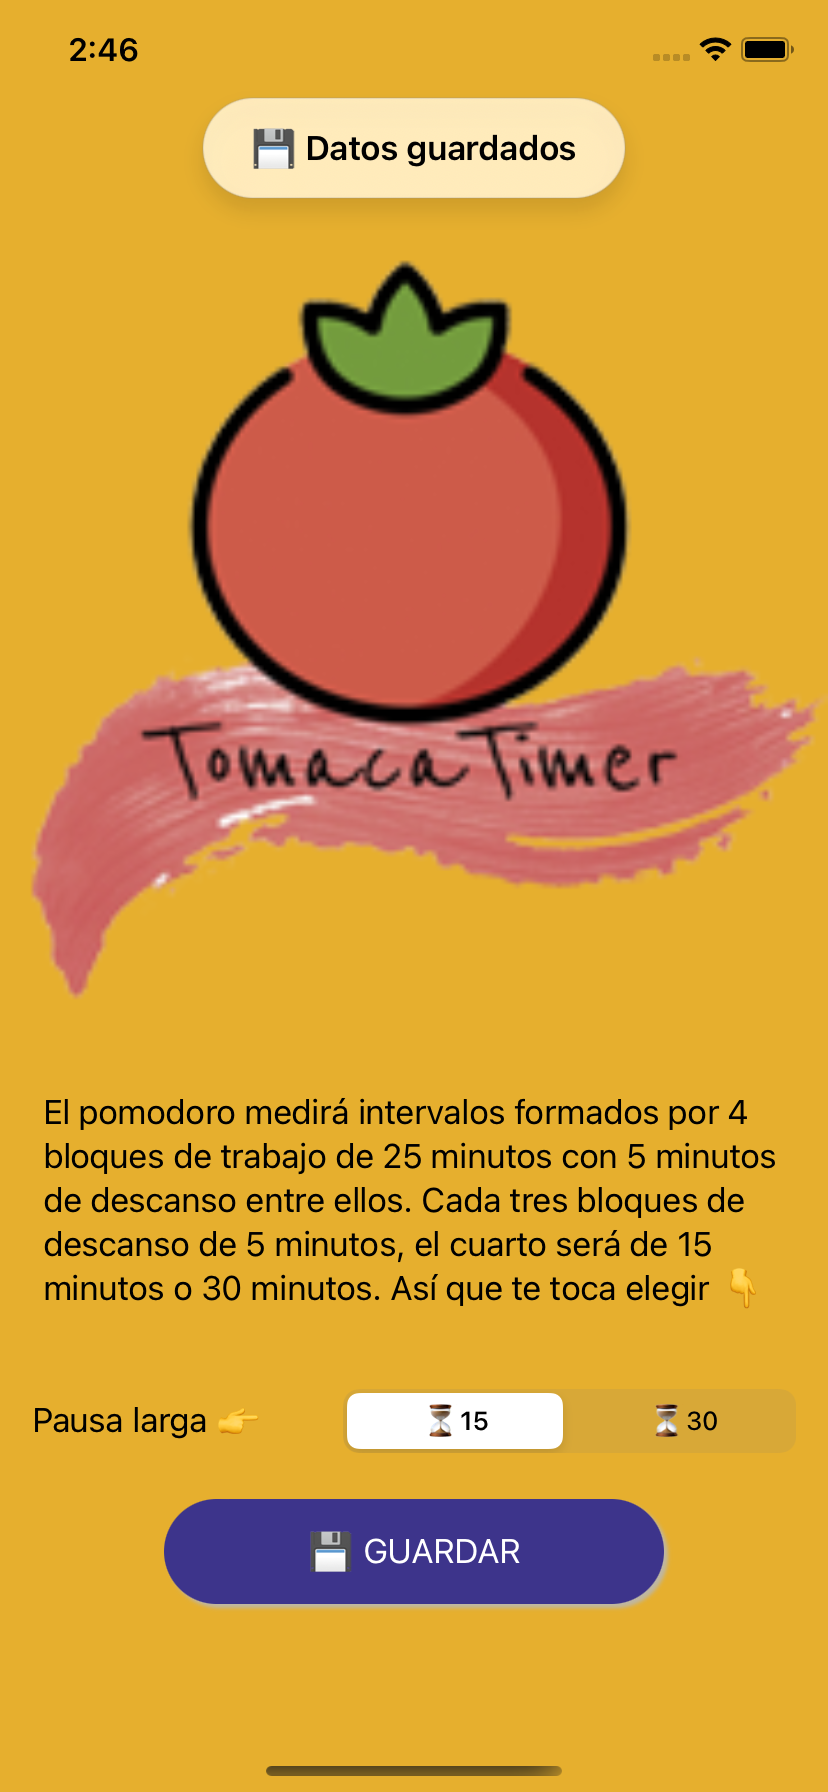 2:46
💾 Datos guardados
Tomaca Timer
El pomodoro medirá intervalos formados por 4
bloques de trabajo de 25 minutos con 5 minutos
de descanso entre ellos. Cada tres bloques de
descanso de 5 minutos, el cuarto será de 15
minutos o 30 minutos. Así que te toca elegir 👇
Pausa larga 👉 ⏳15 ⏳30
💾 GUARDAR